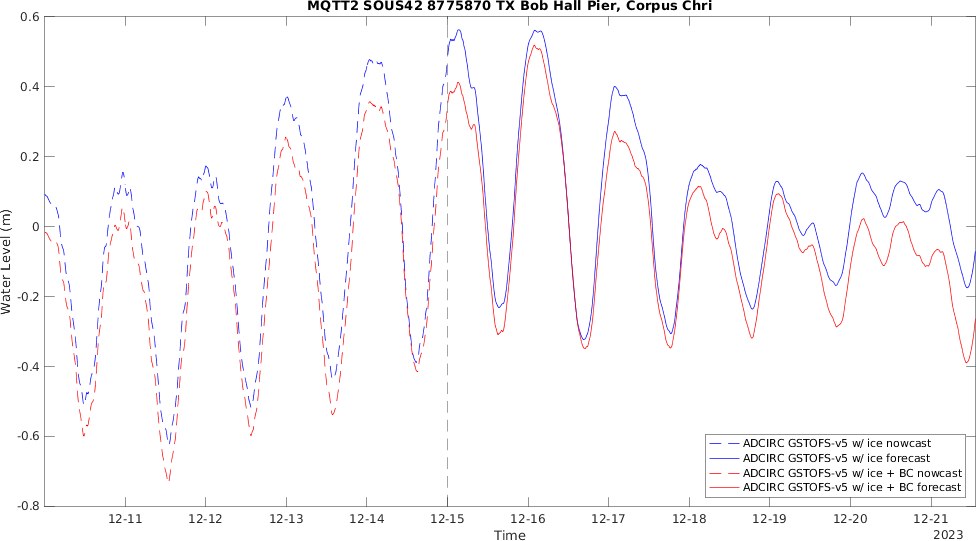 MQTT2 SOUS42 8775870 TX Bob Hall Pier, Corpus Chri
0.6
0.4
0.2
0
-0.2
-0.4
-0.6
-0.8
Water Level (m)
12-11 12-12 12-13 12-14 12-15 12-16 12-17 12-18 12-19 12-20 12-21
Time
2023
ADCIRC GSTOFS-v5 w/ ice nowcast
ADCIRC GSTOFS-v5 w/ ice forecast
ADCIRC GSTOFS-v5 w/ ice + BC nowcast
ADCIRC GSTOFS-v5 w/ ice + BC forecast